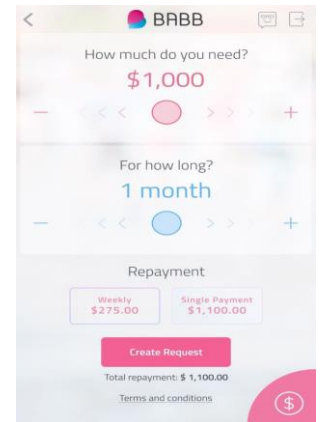 BABB
How much do you need?
$1,000
For how long?
1 month
Repayment
Weekly
$275.00
Single Payment
$1,100.00
Create Request
Total repayment: $ 1,100.00
Terms and conditions
$